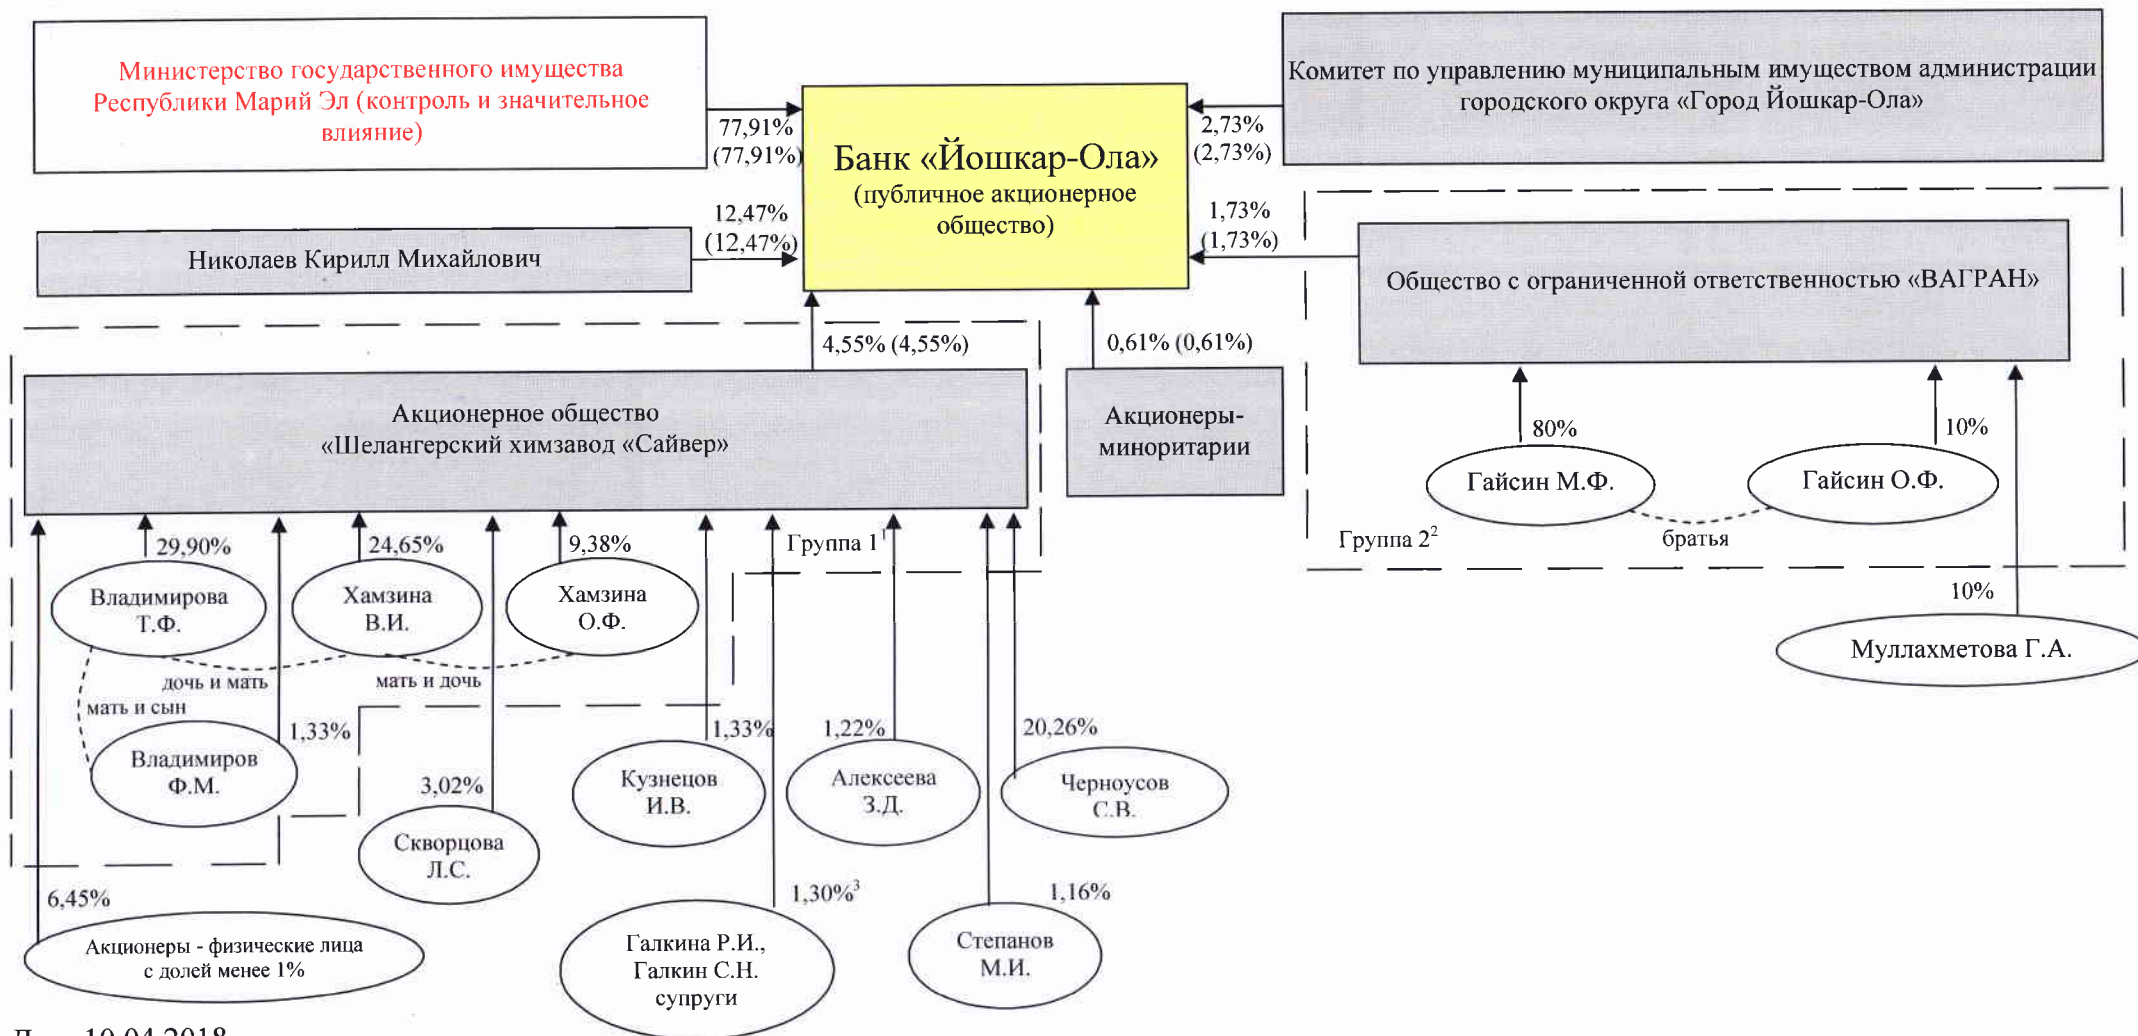 Министерство государственного имущества
Республики Марий Эл (контроль и значительное
влияние)
77,91%
(77,91%)
Банк «Йошкар-Ола»
(публичное акционерное
общество)
2,73%
(2,73%)
Комитет по управлению муниципальным имуществом администрации
городского округа «Город Йошкар-Ола»
Николаев Кирилл Михайлович
12,47%
(12,47%)
1,73%
(1,73%)
Общество с ограниченной ответственностью «ВАГРАН»
4,55% (4,55%)
0,61% (0,61%)
Акционерное общество
«Шелангерский химзавод «Сайвер»
Акционеры-
миноритарии
80%
10%
Гайсин М.Ф.
Гайсин О.Ф.
братья
Группа 2²
10%
Муллахметова Г.А.
29,90%
24,65%
9,38%
Группа 1¹
Владимирова
Т.Ф.
Хамзина
В.И.
Хамзина
О.Ф.
дочь и мать
мать и дочь
мать и сын
Владимиров
Ф.М.
1,33%
3,02%
Скворцова
Л.С.
1,33%
Кузнецов
И.В.
1,22%
Алексеева
З.Д.
20,26%
Черноусов
С.В.
6,45%
Акционеры - физические лица
с долей менее 1%
1,30%³
Галкина Р.И.,
Галкин С.Н.
супруги
1,16%
Степанов
М.И.
10.04.2018